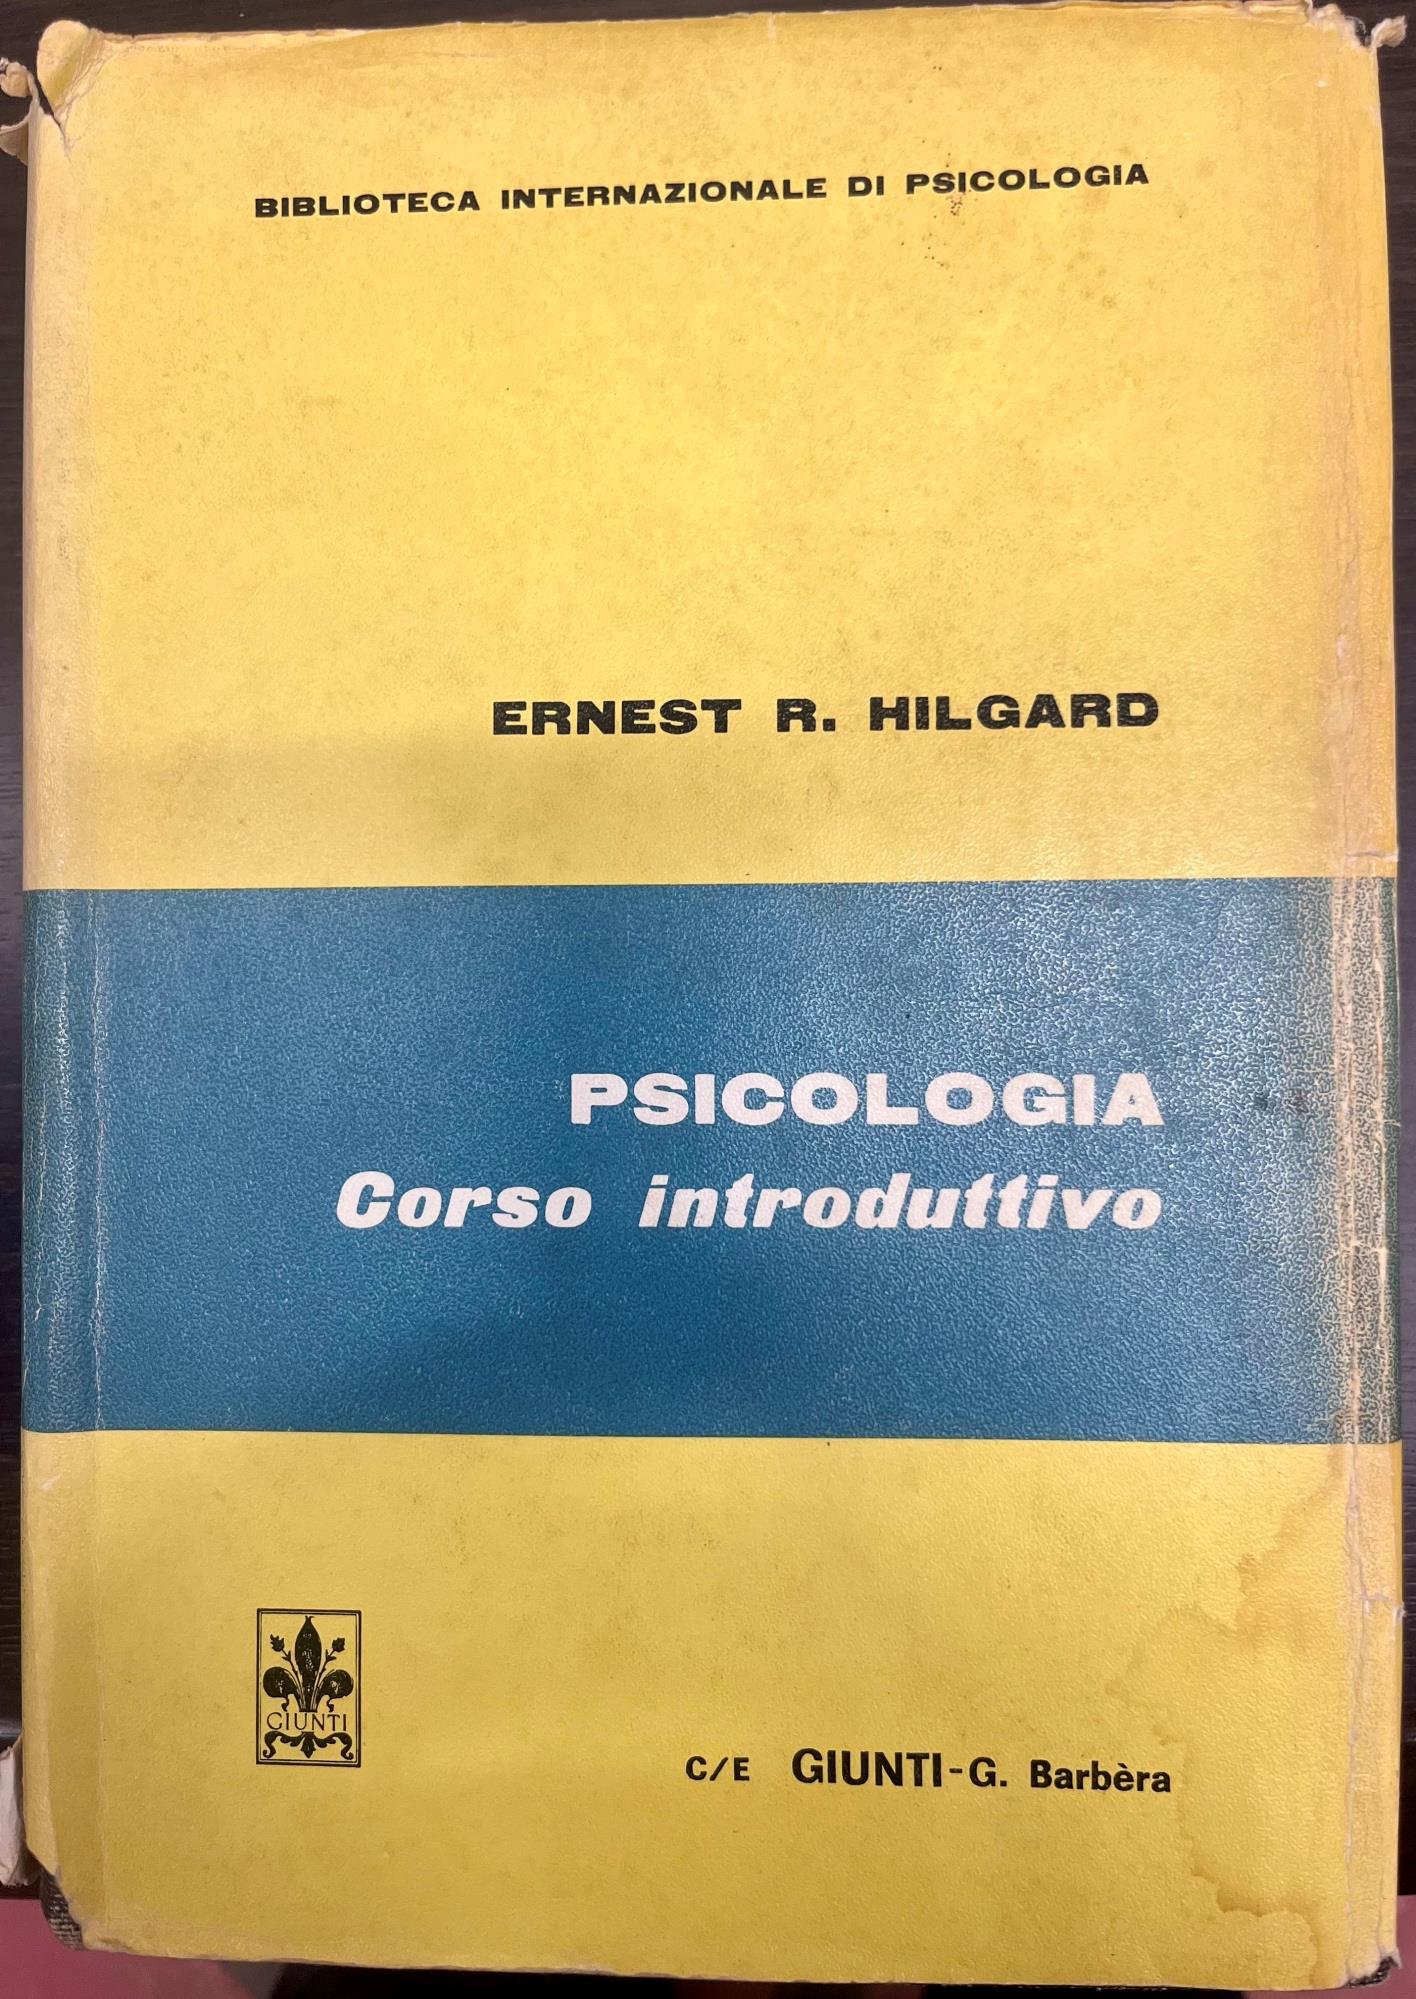 BIBLIOTECA INTERNAZIONALE DI PSICOLOGIA
ERNEST R. HILGARD
PSICOLOGIA
Corso introduttivo
GIUNTI
C/E GIUNTI-G. Barbèra